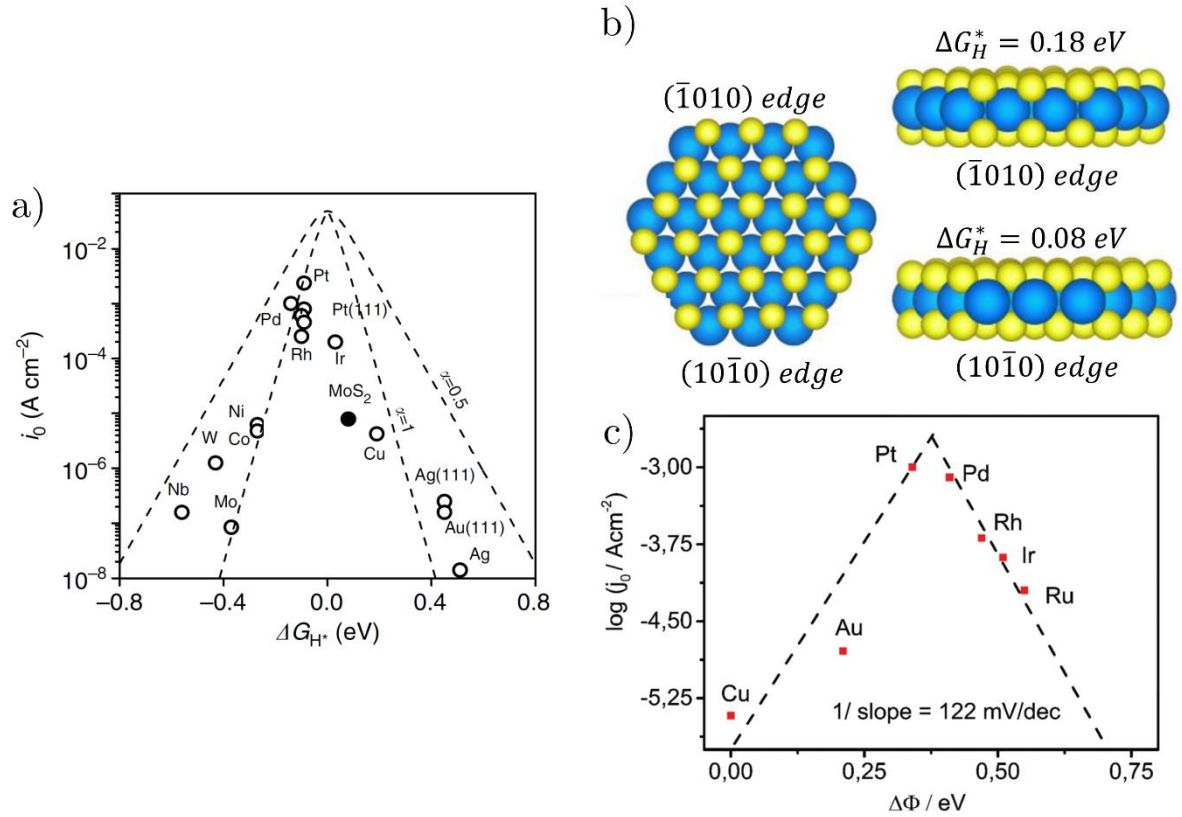 a)
10⁻²
10⁻⁴
10⁻⁶
10⁻⁸
i₀ (A cm⁻²)
Pt
Pd
Pt(111)
Rh
Ir
MoS₂
Ni
Co
W
Cu
Nb
Mo
Ag(111)
Au(111)
Ag
α=1
α=0.5
−0.8 −0.4 0.0 0.4 0.8
ΔG_H* (eV)
b)
(1̄010) edge
(101̄0) edge
ΔG*_H = 0.18 eV
(1̄010) edge
ΔG*_H = 0.08 eV
(101̄0) edge
c)
-3,00
-3,75
-4,50
-5,25
log (j₀ / Acm⁻²)
Pt
Pd
Rh
Ir
Ru
Au
Cu
1/ slope = 122 mV/dec
0,00 0,25 0,50 0,75
ΔΦ / eV